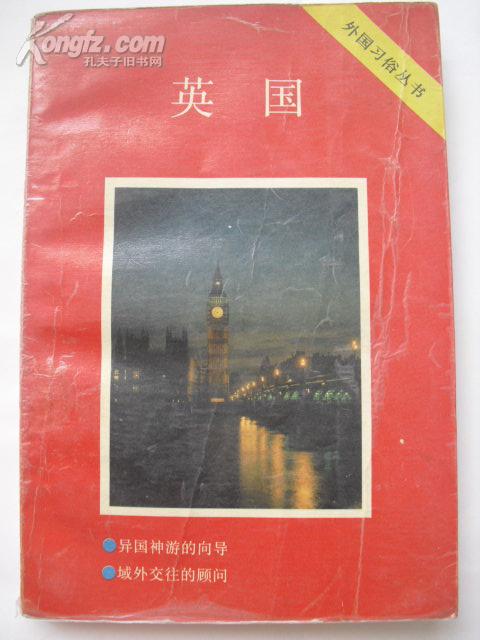 Kongfz.com
孔夫子旧书网
外国习俗丛书
英国
异国神游的向导
域外交往的顾问